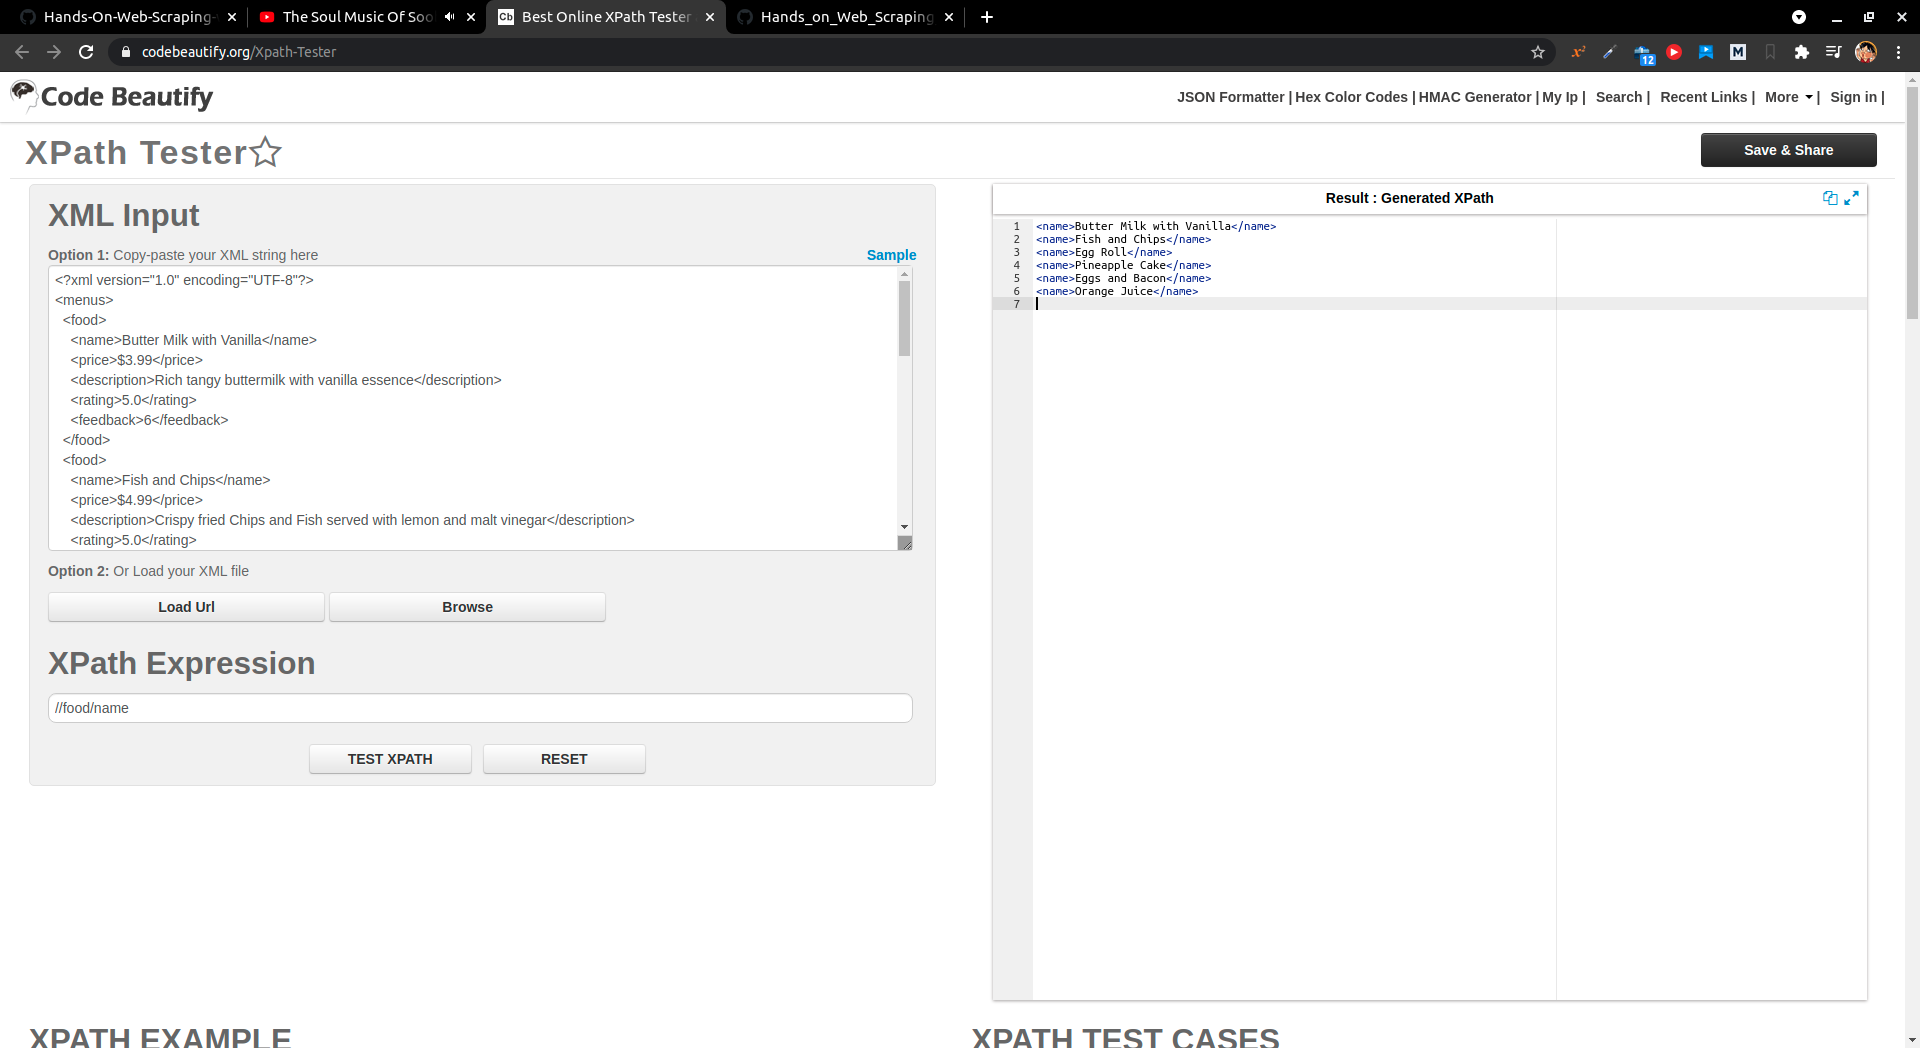 Hands-On-Web-Scraping-
The Soul Music Of Soo
Cb Best Online XPath Tester
Hands_on_Web_Scraping
codebeautify.org/Xpath-Tester
12
M
Code Beautify
JSON Formatter | Hex Color Codes | HMAC Generator | My Ip | Search | Recent Links | More | Sign in |
XPath Tester
Save & Share
XML Input
Option 1: Copy-paste your XML string here
Sample
<?xml version="1.0" encoding="UTF-8"?>
<menus>
<food>
<name>Butter Milk with Vanilla</name>
<price>$3.99</price>
<description>Rich tangy buttermilk with vanilla essence</description>
<rating>5.0</rating>
<feedback>6</feedback>
</food>
<food>
<name>Fish and Chips</name>
<price>$4.99</price>
<description>Crispy fried Chips and Fish served with lemon and malt vinegar</description>
<rating>5.0</rating>
Option 2: Or Load your XML file
Load Url
Browse
XPath Expression
//food/name
TEST XPATH
RESET
Result : Generated XPath
1 <name>Butter Milk with Vanilla</name>
2 <name>Fish and Chips</name>
3 <name>Egg Roll</name>
4 <name>Pineapple Cake</name>
5 <name>Eggs and Bacon</name>
6 <name>Orange Juice</name>
7
XPATH EXAMPLE
XPATH TEST CASES